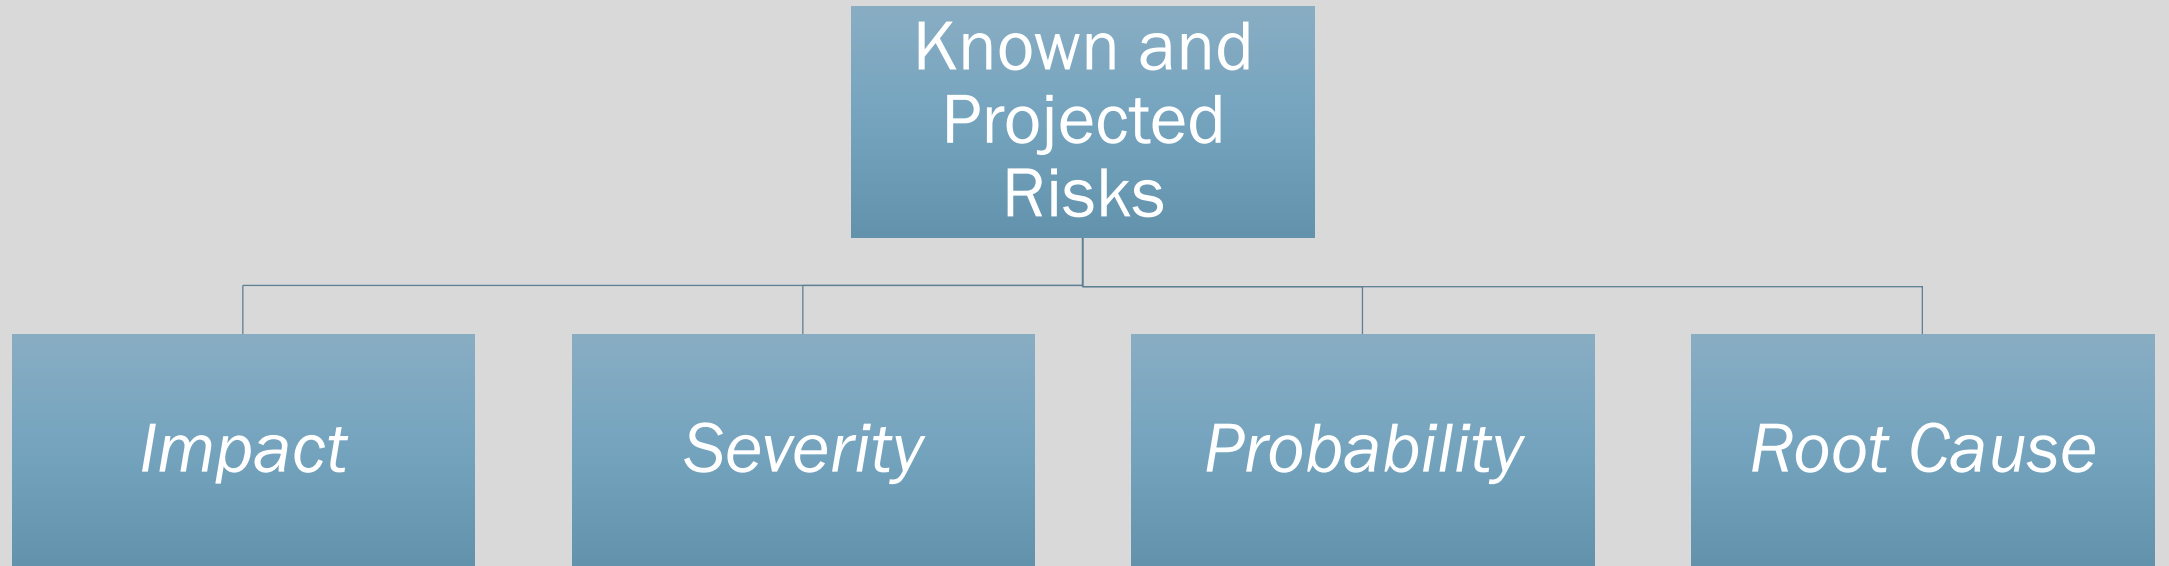 Known and
Projected
Risks
Impact
Severity
Probability
Root Cause